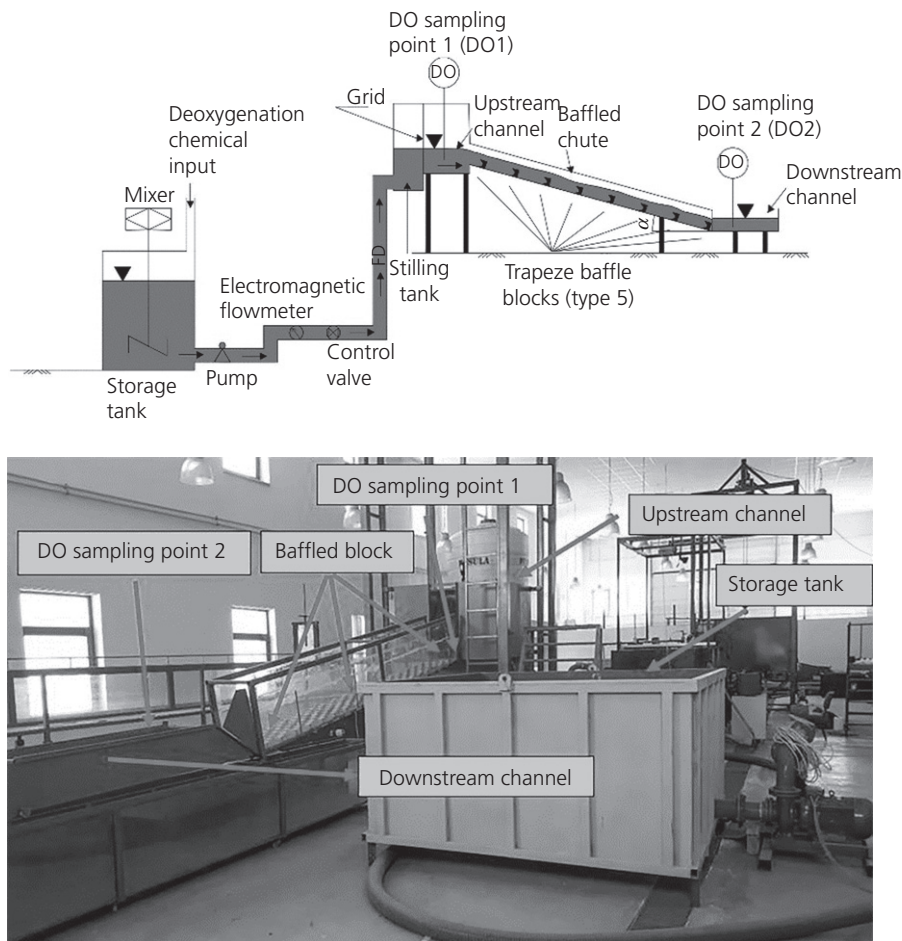 DO sampling
point 1 (DO1)
DO
Grid
Upstream
channel
Baffled
chute
DO sampling
point 2 (DO2)
DO
Deoxygenation
chemical
input
Downstream
channel
Mixer
α
FD
Stilling
tank
Trapeze baffle
blocks (type 5)
Electromagnetic
flowmeter
Control
valve
Pump
Storage
tank
DO sampling point 1
Upstream channel
DO sampling point 2
Baffled block
Storage tank
Downstream channel